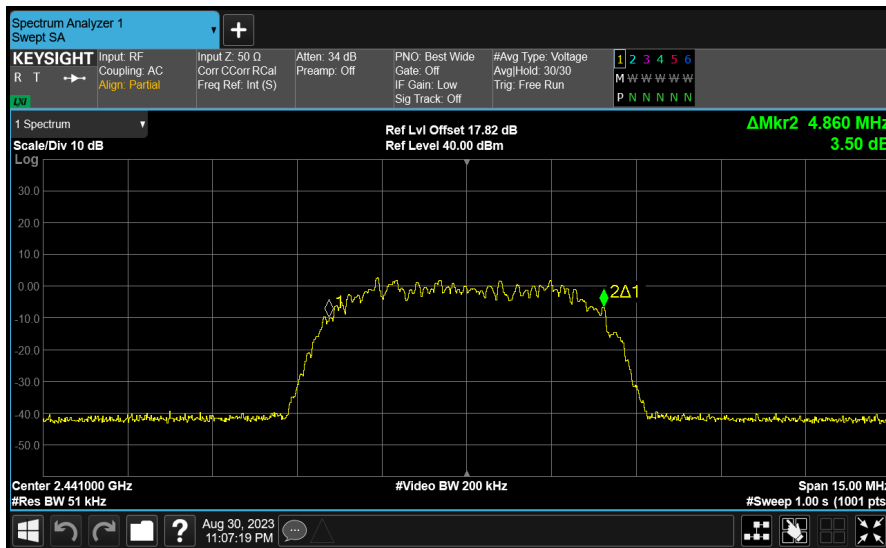 Spectrum Analyzer 1
Swept SA
+
KEYSIGHT
R T
LXI
Input: RF
Coupling: AC
Align: Partial
Input Z: 50 Ω
Corr CCorr RCal
Freq Ref: Int (S)
Atten: 34 dB
Preamp: Off
PNO: Best Wide
Gate: Off
IF Gain: Low
Sig Track: Off
#Avg Type: Voltage
Avg|Hold: 30/30
Trig: Free Run
1 2 3 4 5 6
M W W W W W
P N N N N N
1 Spectrum
Scale/Div 10 dB
Log
Ref Lvl Offset 17.82 dB
Ref Level 40.00 dBm
ΔMkr2 4.860 MHz
3.50 dB
30.0
20.0
10.0
0.00
-10.0
-20.0
-30.0
-40.0
-50.0
1
2Δ1
Center 2.441000 GHz
#Res BW 51 kHz
#Video BW 200 kHz
Span 15.00 MHz
#Sweep 1.00 s (1001 pts
?
Aug 30, 2023
11:07:19 PM